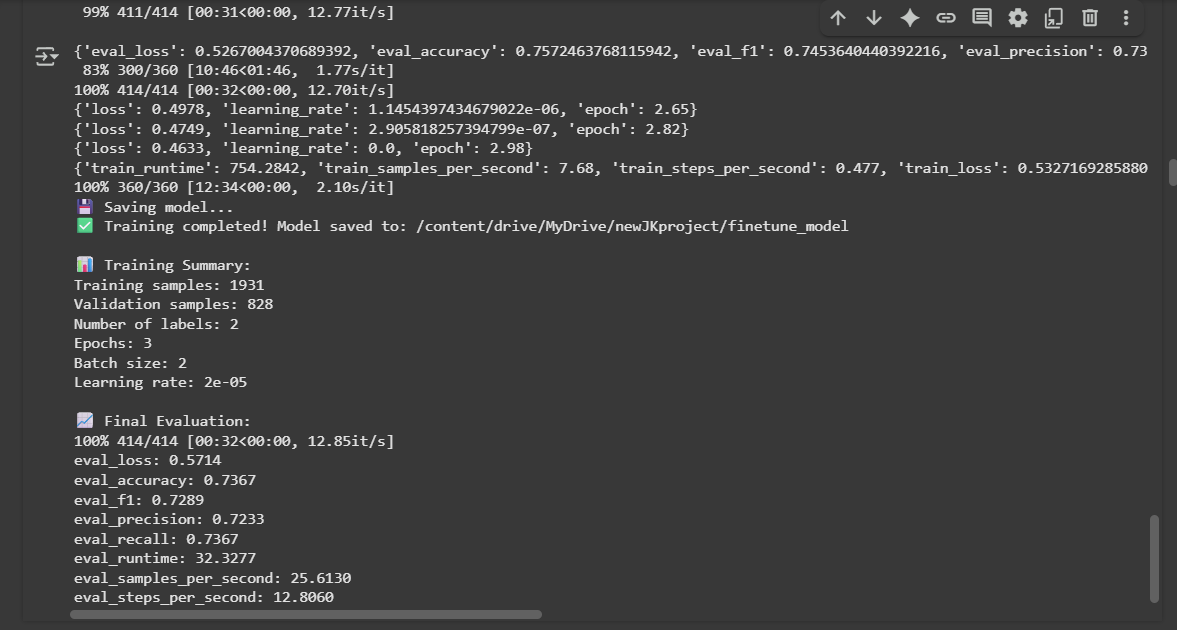 99% 411/414 [00:31<00:00, 12.77it/s]
{'eval_loss': 0.5267004370689392, 'eval_accuracy': 0.7572463768115942, 'eval_f1': 0.7453640440392216, 'eval_precision': 0.73
83% 300/360 [10:46<01:46, 1.77s/it]
100% 414/414 [00:32<00:00, 12.70it/s]
{'loss': 0.4978, 'learning_rate': 1.1454397434679022e-06, 'epoch': 2.65}
{'loss': 0.4749, 'learning_rate': 2.905818257394799e-07, 'epoch': 2.82}
{'loss': 0.4633, 'learning_rate': 0.0, 'epoch': 2.98}
{'train_runtime': 754.2842, 'train_samples_per_second': 7.68, 'train_steps_per_second': 0.477, 'train_loss': 0.5327169285880
100% 360/360 [12:34<00:00, 2.10s/it]
💾 Saving model...
✅ Training completed! Model saved to: /content/drive/MyDrive/newJKproject/finetune_model
📊 Training Summary:
Training samples: 1931
Validation samples: 828
Number of labels: 2
Epochs: 3
Batch size: 2
Learning rate: 2e-05
📈 Final Evaluation:
100% 414/414 [00:32<00:00, 12.85it/s]
eval_loss: 0.5714
eval_accuracy: 0.7367
eval_f1: 0.7289
eval_precision: 0.7233
eval_recall: 0.7367
eval_runtime: 32.3277
eval_samples_per_second: 25.6130
eval_steps_per_second: 12.8060